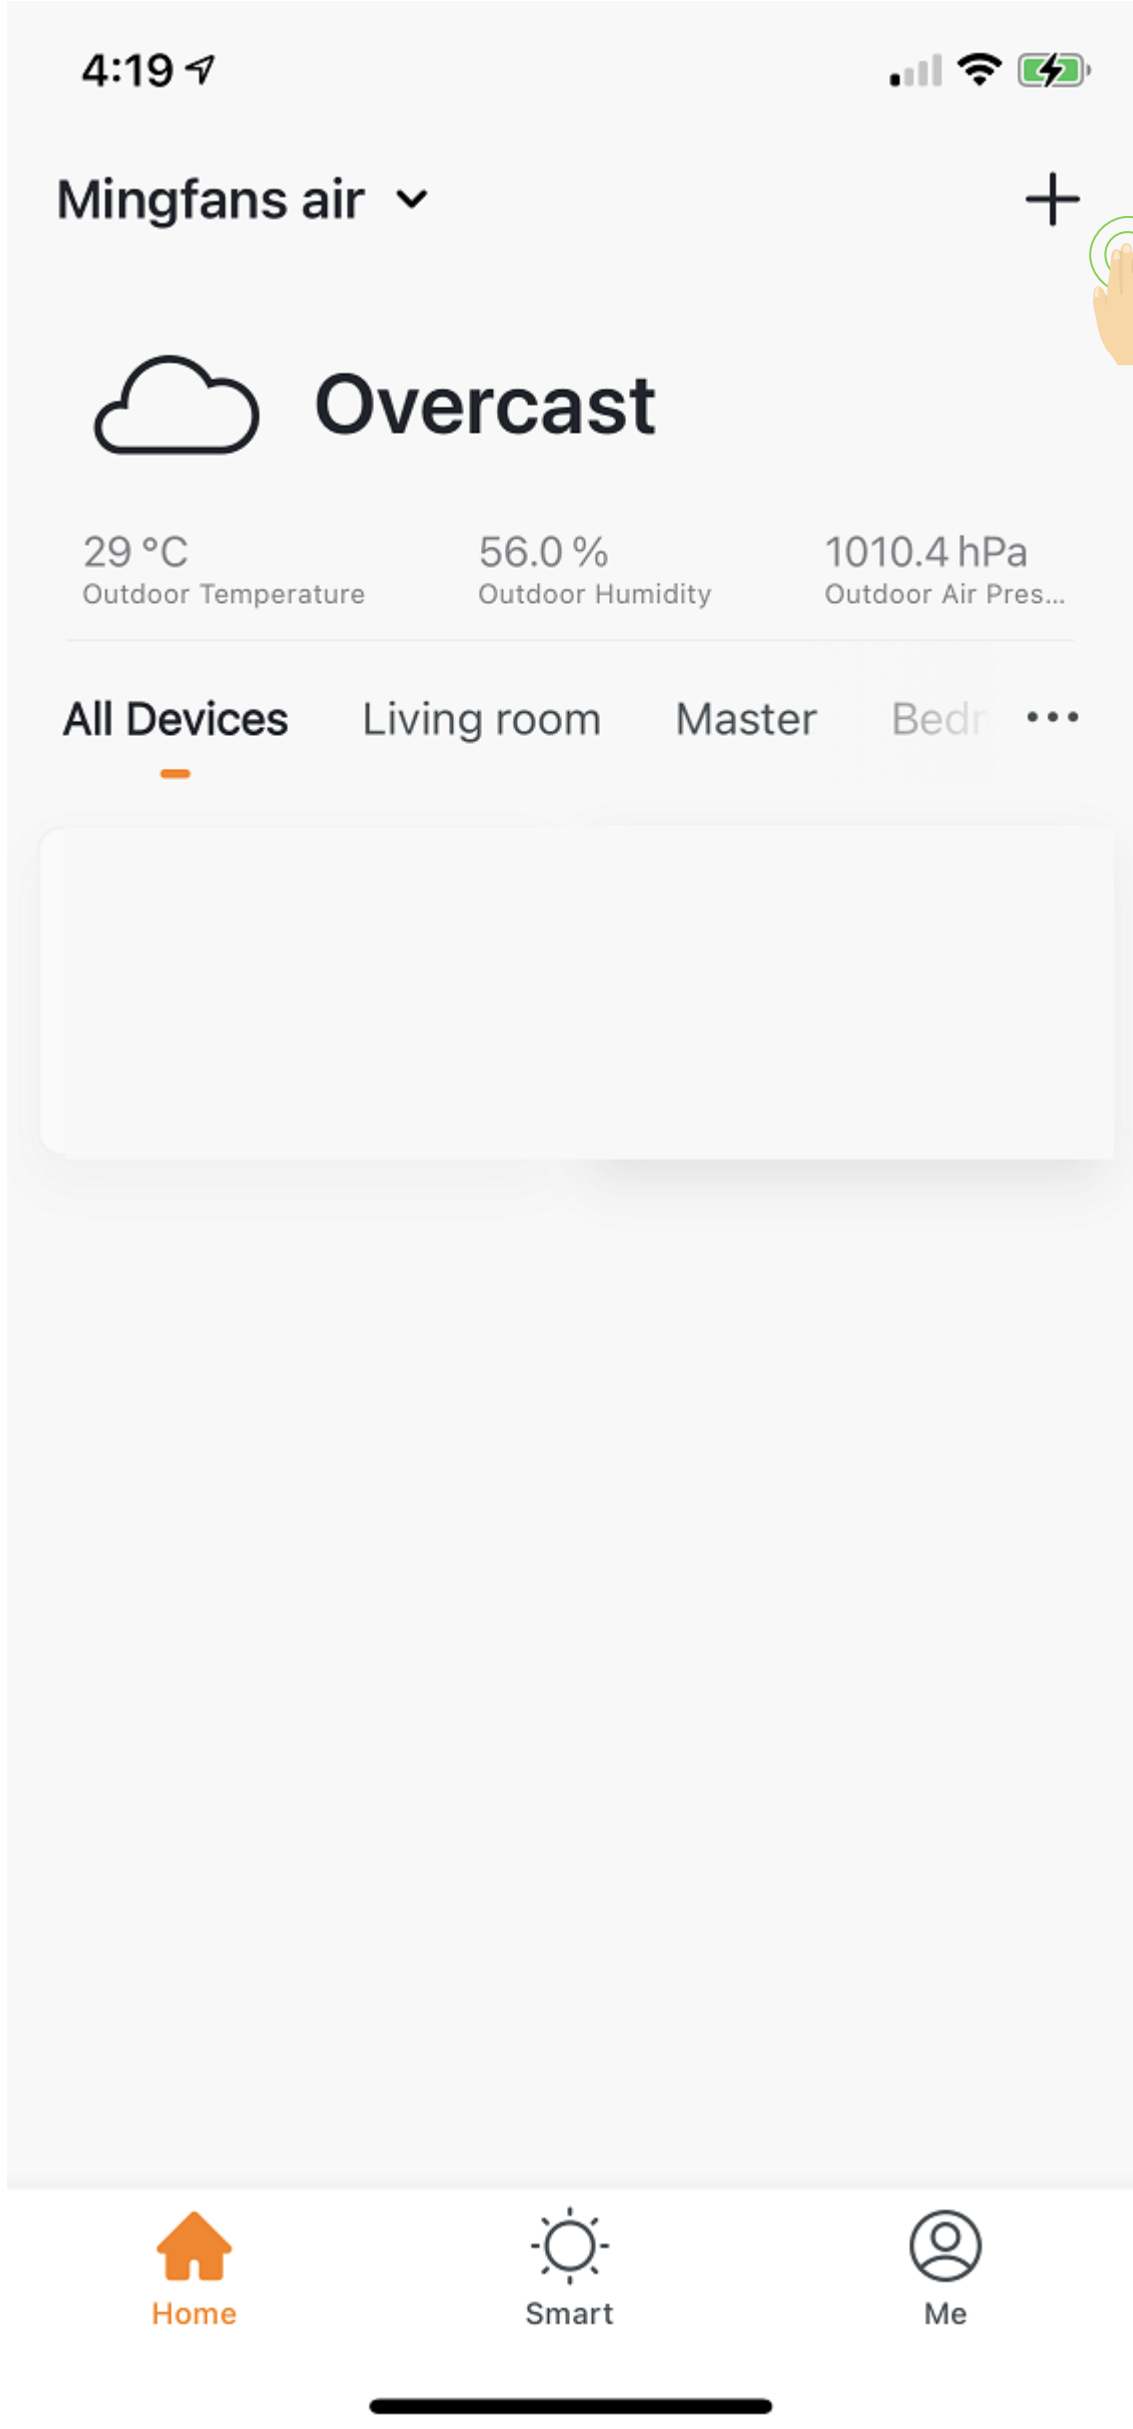 4:19
Mingfans air
Overcast
29 °C 56.0 % 1010.4 hPa
Outdoor Temperature Outdoor Humidity Outdoor Air Pres...
All Devices Living room Master Bedr
Home Smart Me